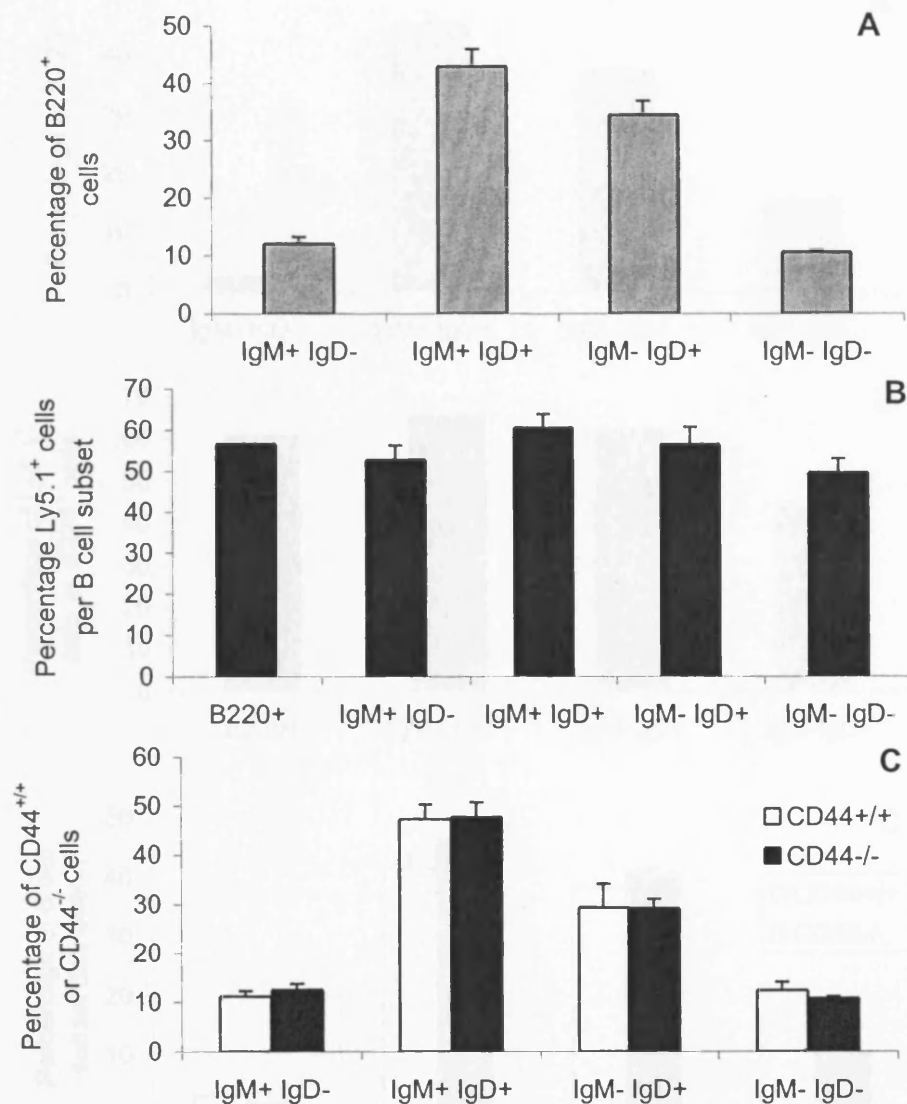 A
Percentage of B220⁺
cells
50
40
30
20
10
0
IgM+ IgD-
IgM+ IgD+
IgM- IgD+
IgM- IgD-
B
Percentage Ly5.1⁺ cells
per B cell subset
70
60
50
40
30
20
10
0
B220+
IgM+ IgD-
IgM+ IgD+
IgM- IgD+
IgM- IgD-
C
Percentage of CD44⁺/⁺
or CD44⁻/⁻ cells
60
50
40
30
20
10
0
CD44+/+
CD44-/-
IgM+ IgD-
IgM+ IgD+
IgM- IgD+
IgM- IgD-